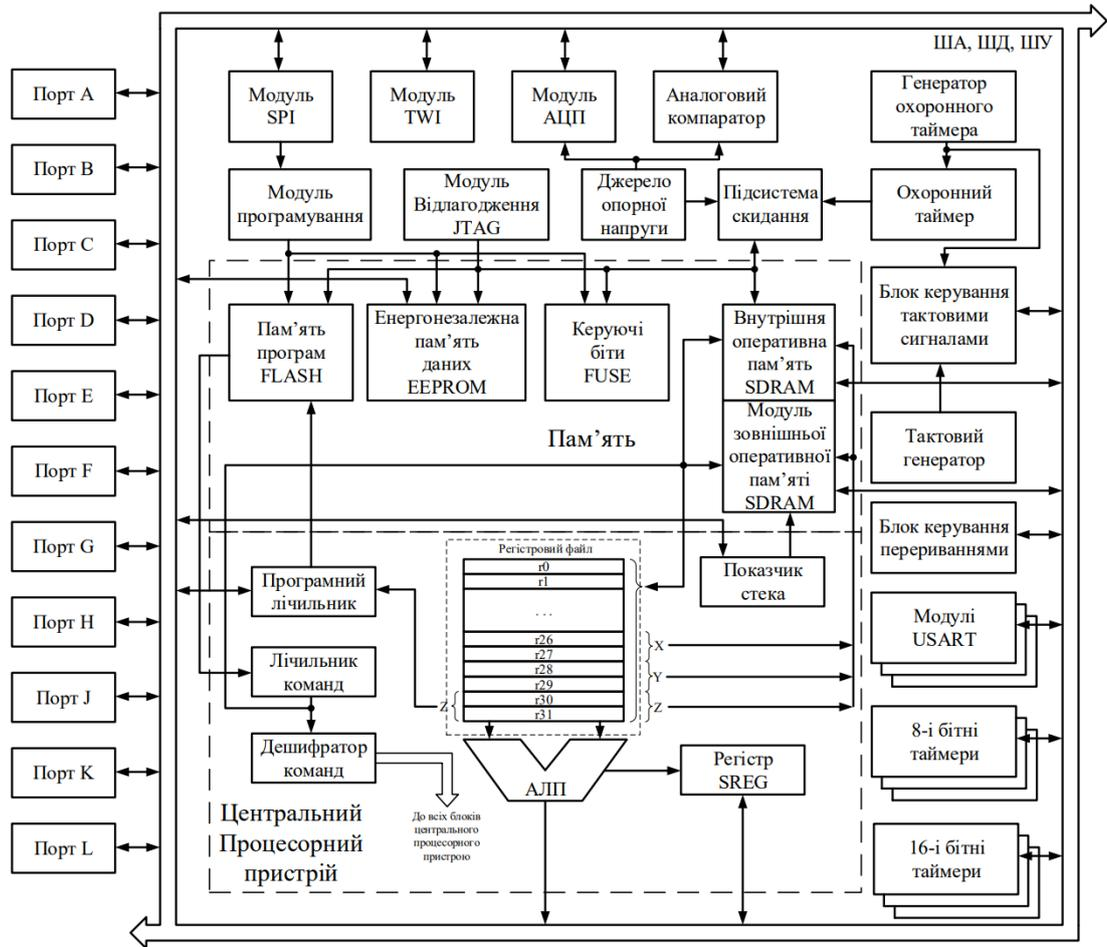 ША, ШД, ШУ
Порт A
Порт B
Порт C
Порт D
Порт E
Порт F
Порт G
Порт H
Порт J
Порт K
Порт L
Модуль
SPI
Модуль
TWI
Модуль
АЦП
Аналоговий
компаратор
Генератор
охоронного
таймера
Модуль
програмування
Модуль
Відлагодження
JTAG
Джерело
опорної
напруги
Підсистема
скидання
Охоронний
таймер
Пам’ять
програм
FLASH
Енергонезалежна
пам’ять
даних
EEPROM
Керуючі
біти
FUSE
Внутрішня
оперативна
пам’ять
SDRAM
Модуль
зовнішньої
оперативної
пам’яті
SDRAM
Блок керування
тактовими
сигналами
Тактовий
генератор
Пам’ять
Блок керування
перериваннями
Регістровий файл
r0
r1
...
r26
r27
r28
r29
r30
r31
X
Y
Z
Z
Програмний
лічильник
Показчик
стека
Модулі
USART
Лічильник
команд
Дешифратор
команд
АЛП
Регістр
SREG
8-і бітні
таймери
До всіх блоків
центрального
процесорного
пристрою
Центральний
Процесорний
пристрій
16-і бітні
таймери